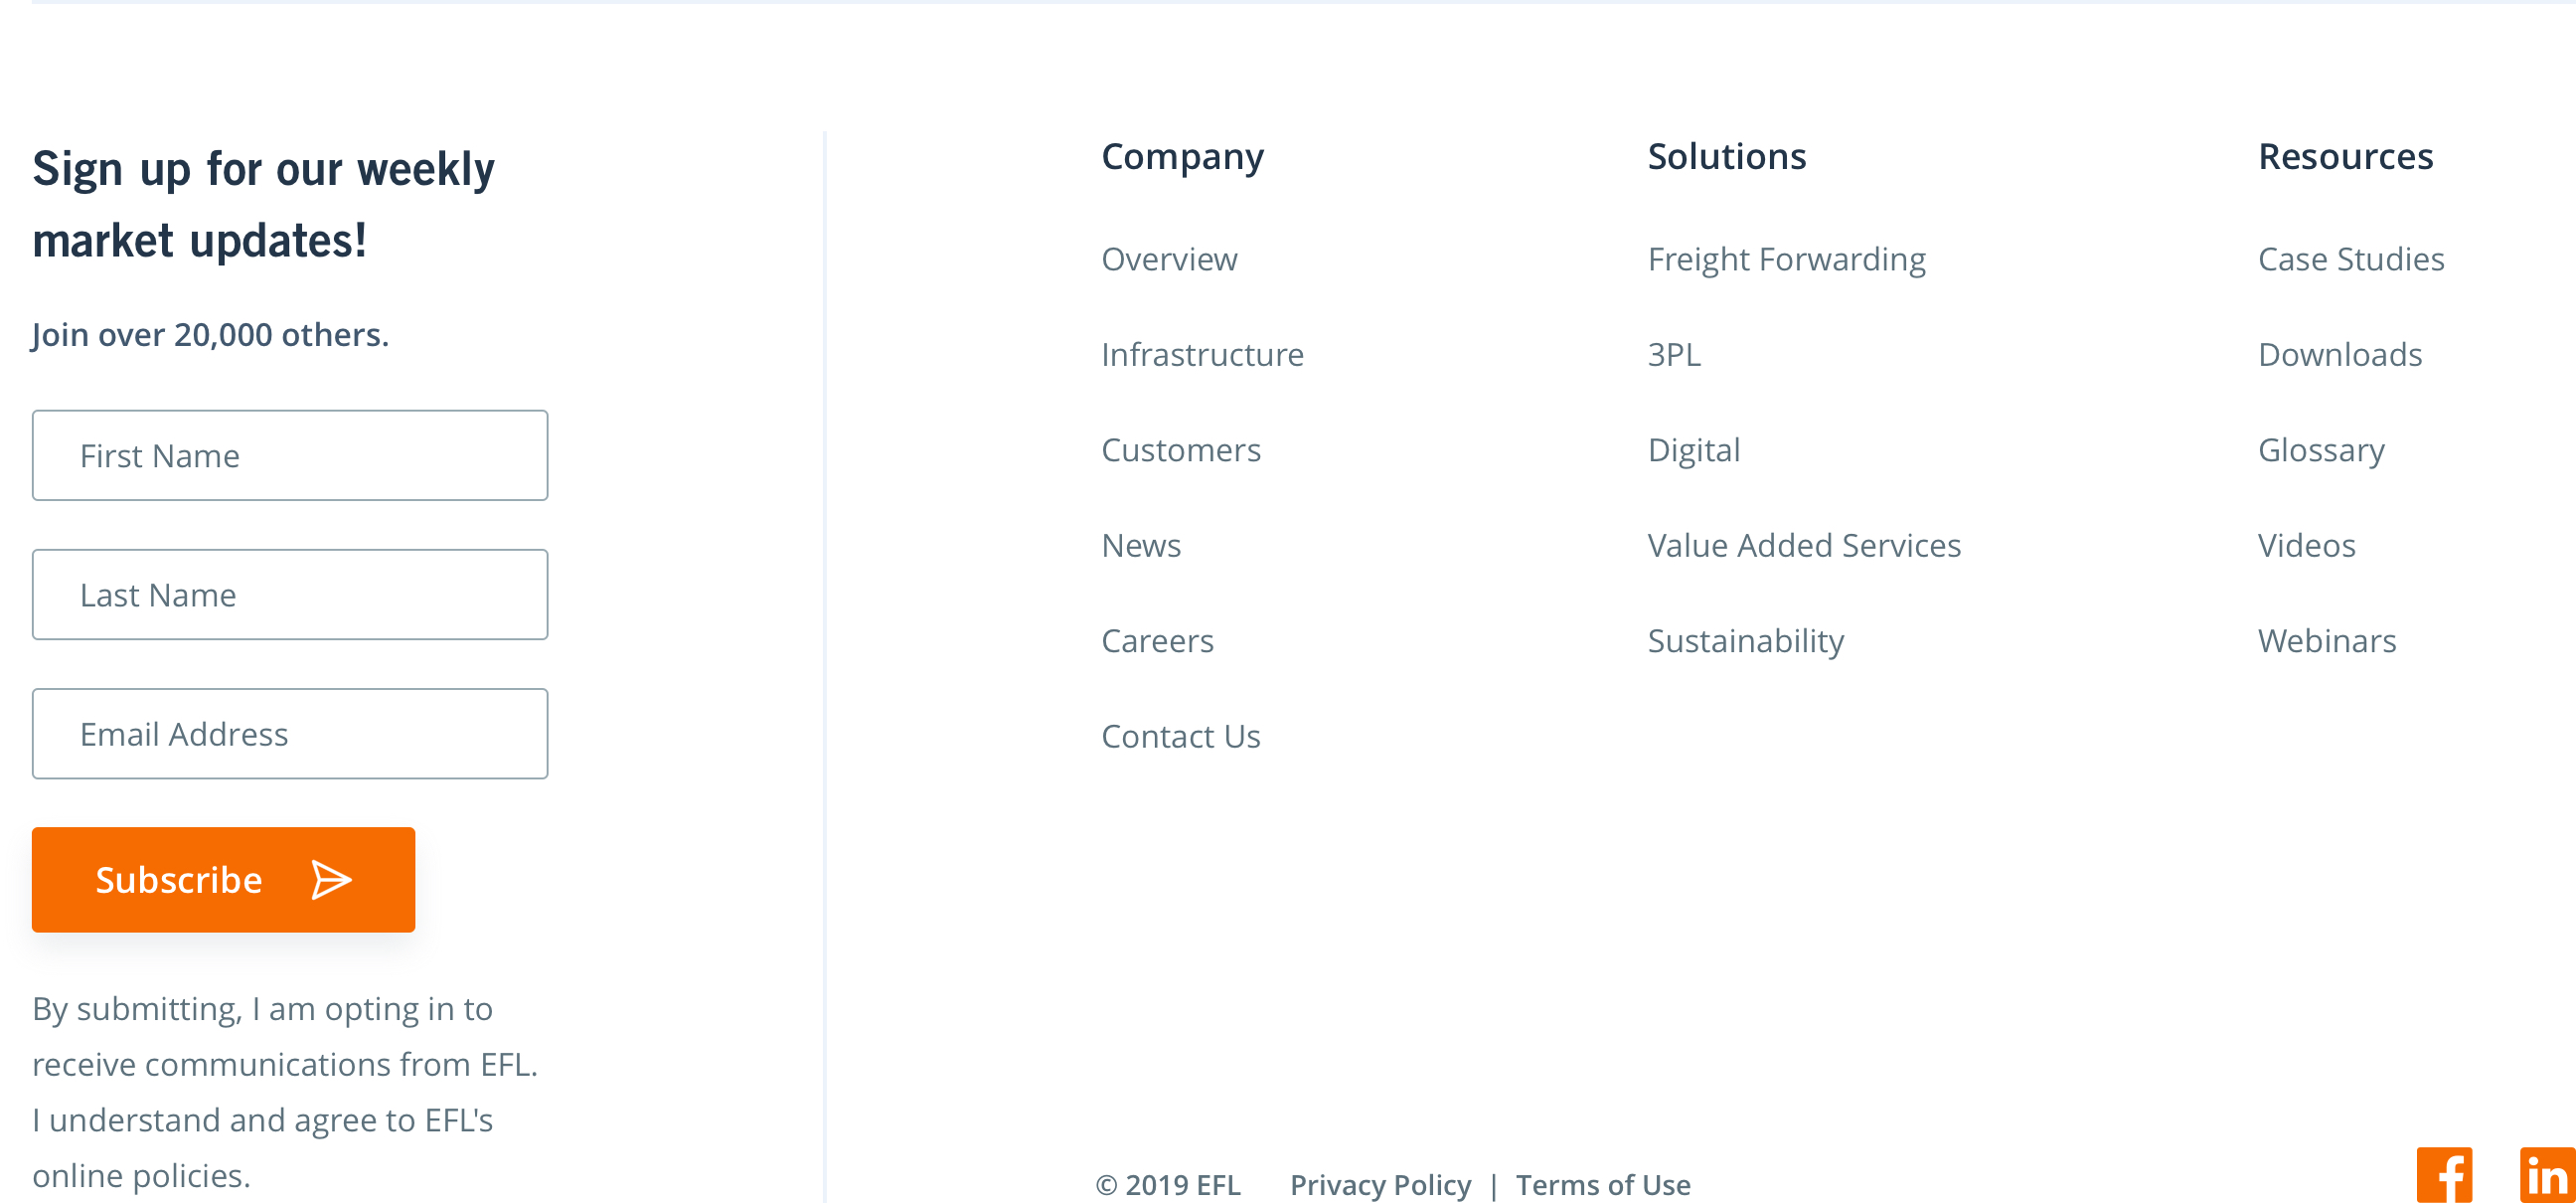 Sign up for our weekly
market updates!
Join over 20,000 others.
First Name
Last Name
Email Address
Subscribe
By submitting, I am opting in to
receive communications from EFL.
I understand and agree to EFL's
online policies.
Company
Overview
Infrastructure
Customers
News
Careers
Contact Us
Solutions
Freight Forwarding
3PL
Digital
Value Added Services
Sustainability
Resources
Case Studies
Downloads
Glossary
Videos
Webinars
© 2019 EFL Privacy Policy | Terms of Use
f in